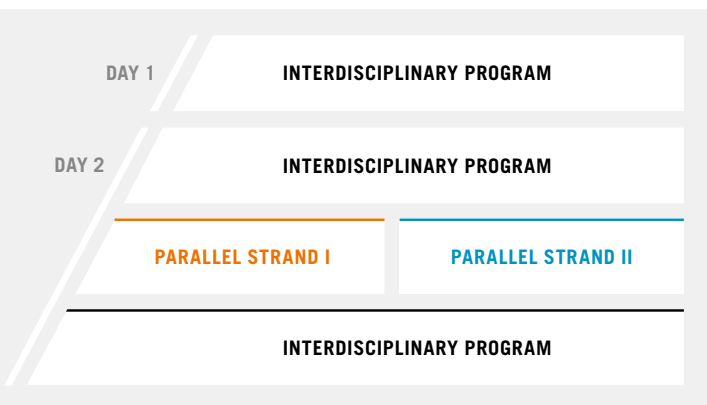 DAY 1
INTERDISCIPLINARY PROGRAM
DAY 2
INTERDISCIPLINARY PROGRAM
PARALLEL STRAND I
PARALLEL STRAND II
INTERDISCIPLINARY PROGRAM